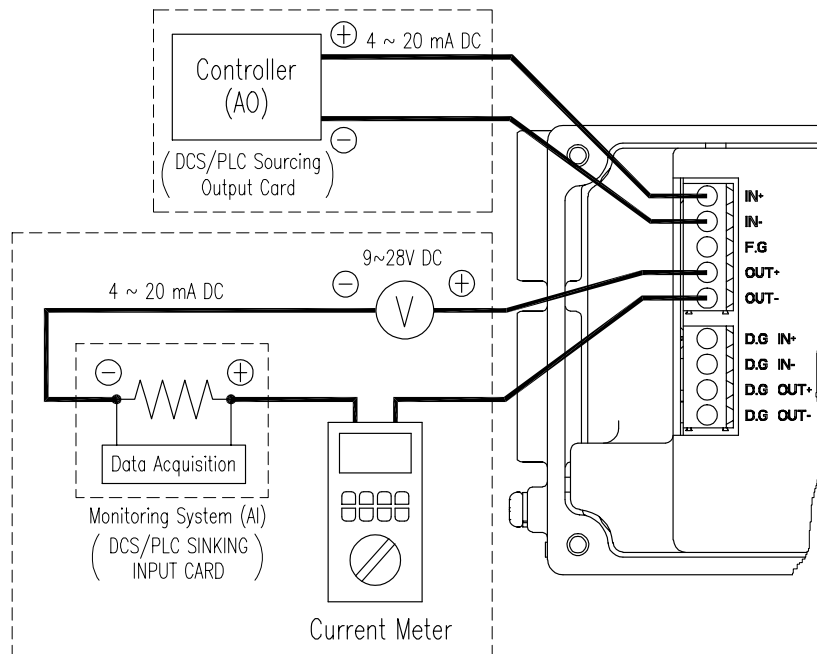 Controller
(AO)
+
4 ~ 20 mA DC
−
( DCS/PLC Sourcing
Output Card )
IN+
IN-
F.G
OUT+
OUT-
D.G IN+
D.G IN-
D.G OUT+
D.G OUT-
9~28V DC
−
V
+
4 ~ 20 mA DC
−
+
Data Acquisition
Monitoring System (AI)
( DCS/PLC SINKING
INPUT CARD )
Current Meter